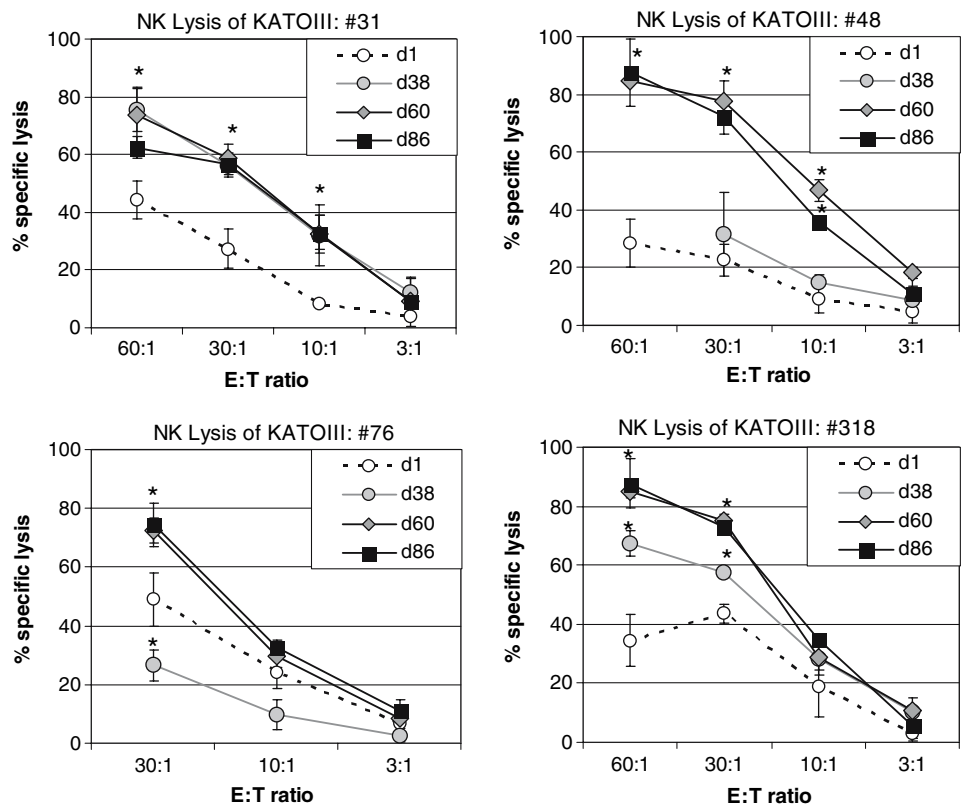 NK Lysis of KATOIII: #31
% specific lysis
100
80
60
40
20
0
* * *
d1
d38
d60
d86
60:1 30:1 10:1 3:1
E:T ratio
NK Lysis of KATOIII: #48
% specific lysis
100
80
60
40
20
0
* * * *
d1
d38
d60
d86
60:1 30:1 10:1 3:1
E:T ratio
NK Lysis of KATOIII: #76
% specific lysis
100
80
60
40
20
0
* *
d1
d38
d60
d86
30:1 10:1 3:1
E:T ratio
NK Lysis of KATOIII: #318
% specific lysis
100
80
60
40
20
0
* * * *
d1
d38
d60
d86
60:1 30:1 10:1 3:1
E:T ratio